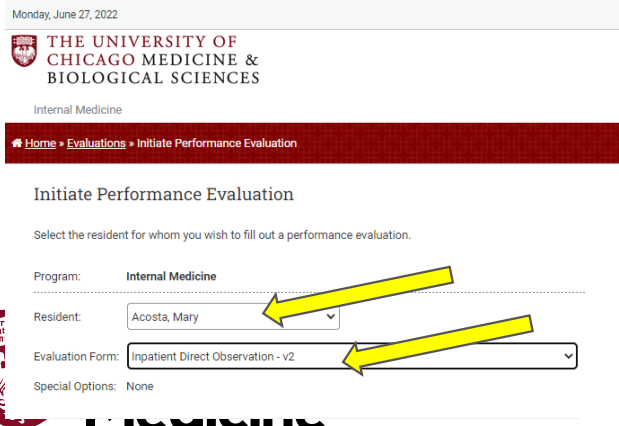 Monday, June 27, 2022
THE UNIVERSITY OF
CHICAGO MEDICINE &
BIOLOGICAL SCIENCES
Internal Medicine
Home » Evaluations » Initiate Performance Evaluation
Initiate Performance Evaluation
Select the resident for whom you wish to fill out a performance evaluation.
Program: Internal Medicine
Resident: Acosta, Mary
Evaluation Form: Inpatient Direct Observation - v2
Special Options: None
Medicine